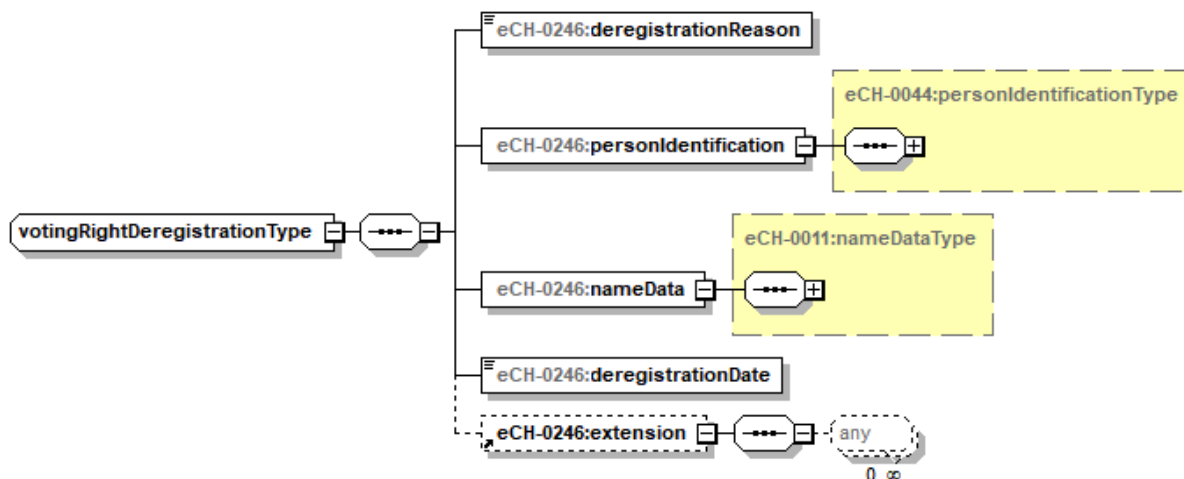 eCH-0246:deregistrationReason
eCH-0044:personIdentificationType
eCH-0246:personIdentification
votingRightDeregistrationType
eCH-0011:nameDataType
eCH-0246:nameData
eCH-0246:deregistrationDate
eCH-0246:extension
any
0..∞